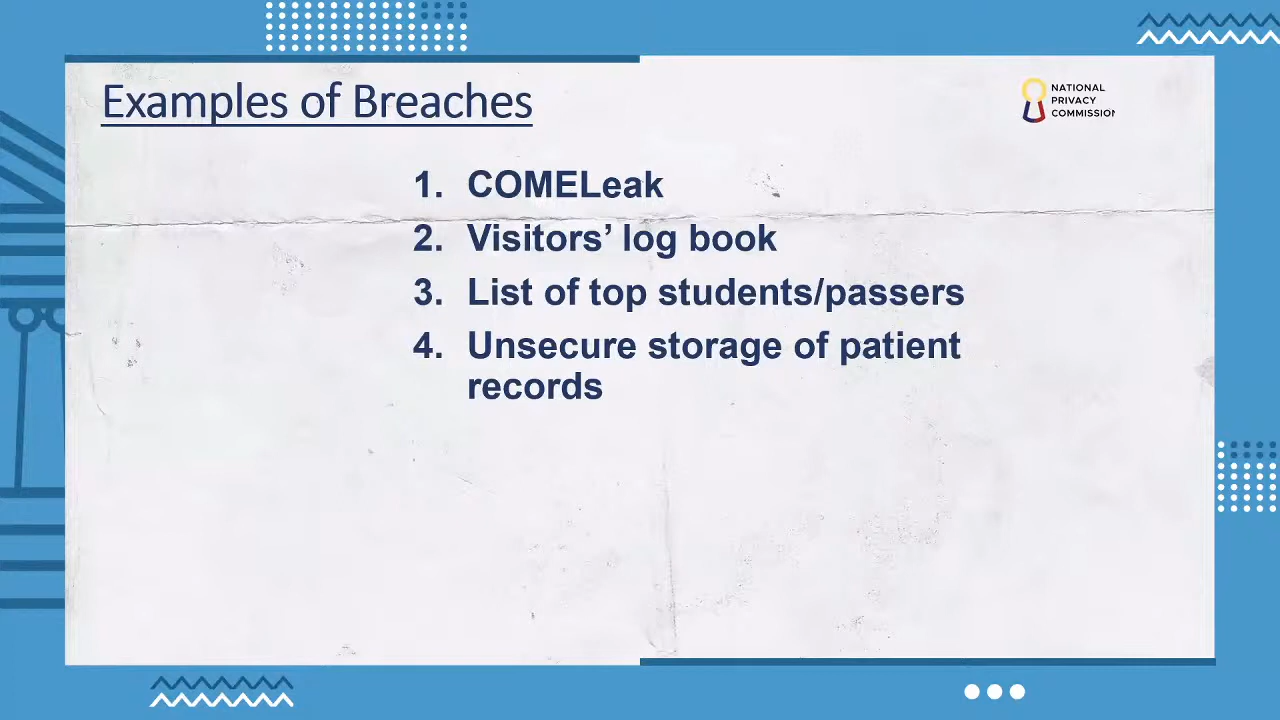 Examples of Breaches
NATIONAL
PRIVACY
COMMISSION
1. COMELeak
2. Visitors’ log book
3. List of top students/passers
4. Unsecure storage of patient
records